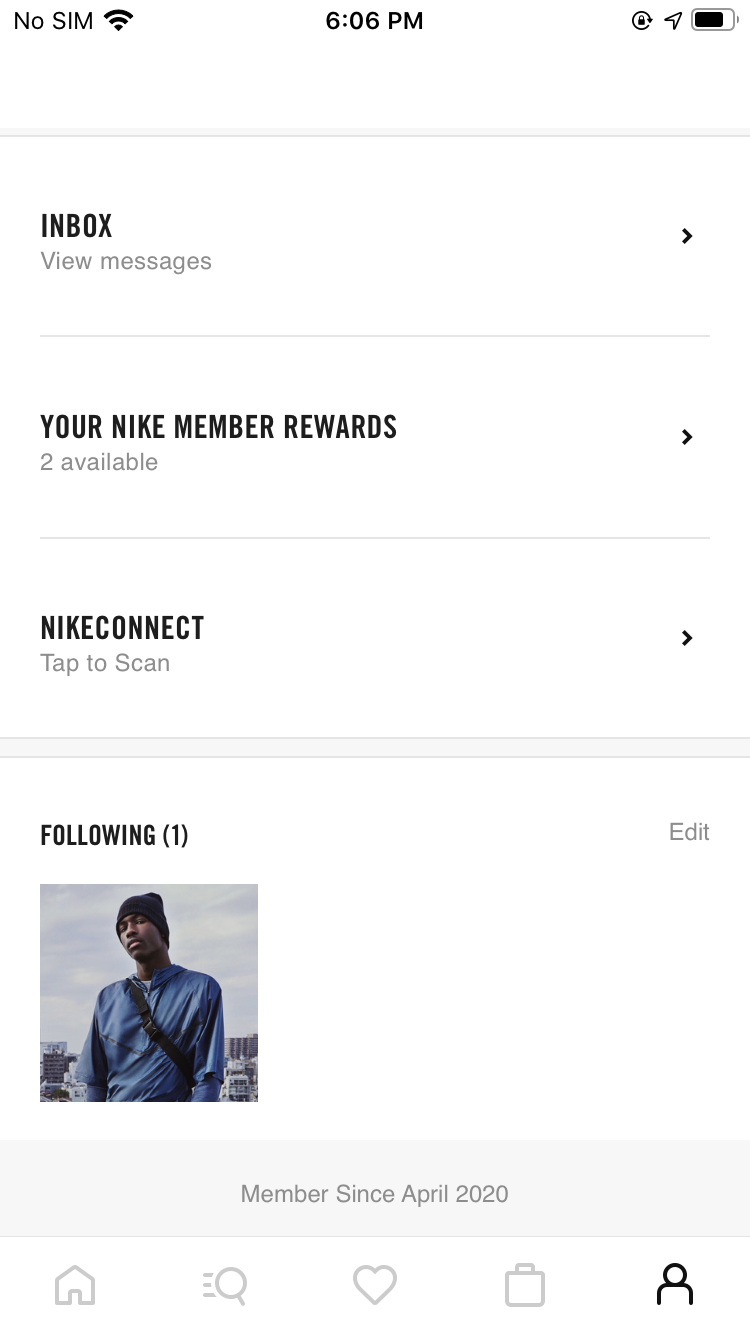 No SIM 6:06 PM
INBOX
View messages
YOUR NIKE MEMBER REWARDS
2 available
NIKECONNECT
Tap to Scan
FOLLOWING (1) Edit
Member Since April 2020